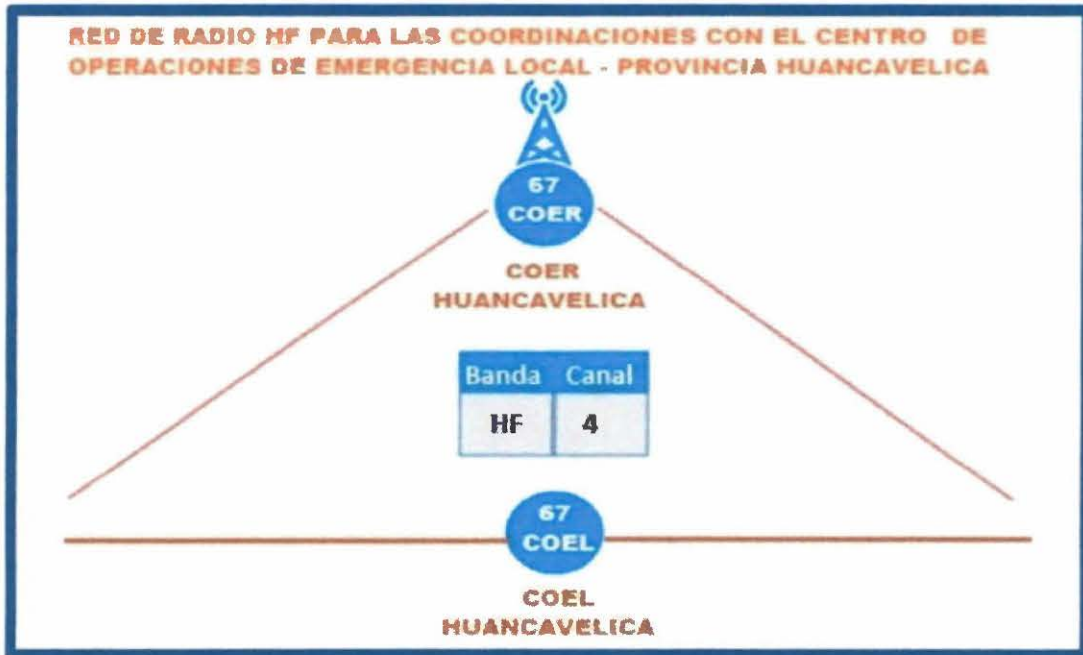 RED DE RADIO HF PARA LAS COORDINACIONES CON EL CENTRO DE
OPERACIONES DE EMERGENCIA LOCAL - PROVINCIA HUANCAVELICA
67
COER
COER
HUANCAVELICA
Banda Canal
HF 4
67
COEL
COEL
HUANCAVELICA